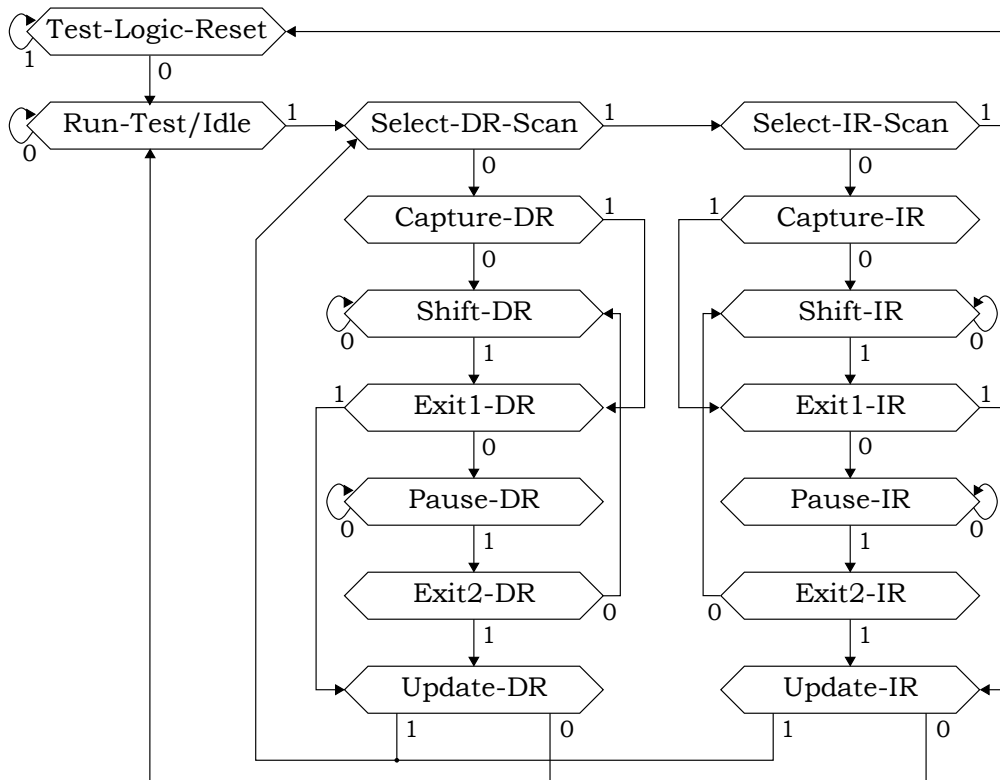 Test-Logic-Reset
1
0
Run-Test/Idle 1 Select-DR-Scan 1 Select-IR-Scan 1
0
0 0
Capture-DR 1 1 Capture-IR
0 0
Shift-DR Shift-IR
0 0
1 1
1 Exit1-DR Exit1-IR 1
0 0
Pause-DR Pause-IR
0 0
1 1
Exit2-DR Exit2-IR
0 0
1 1
Update-DR Update-IR
1 0 1 0